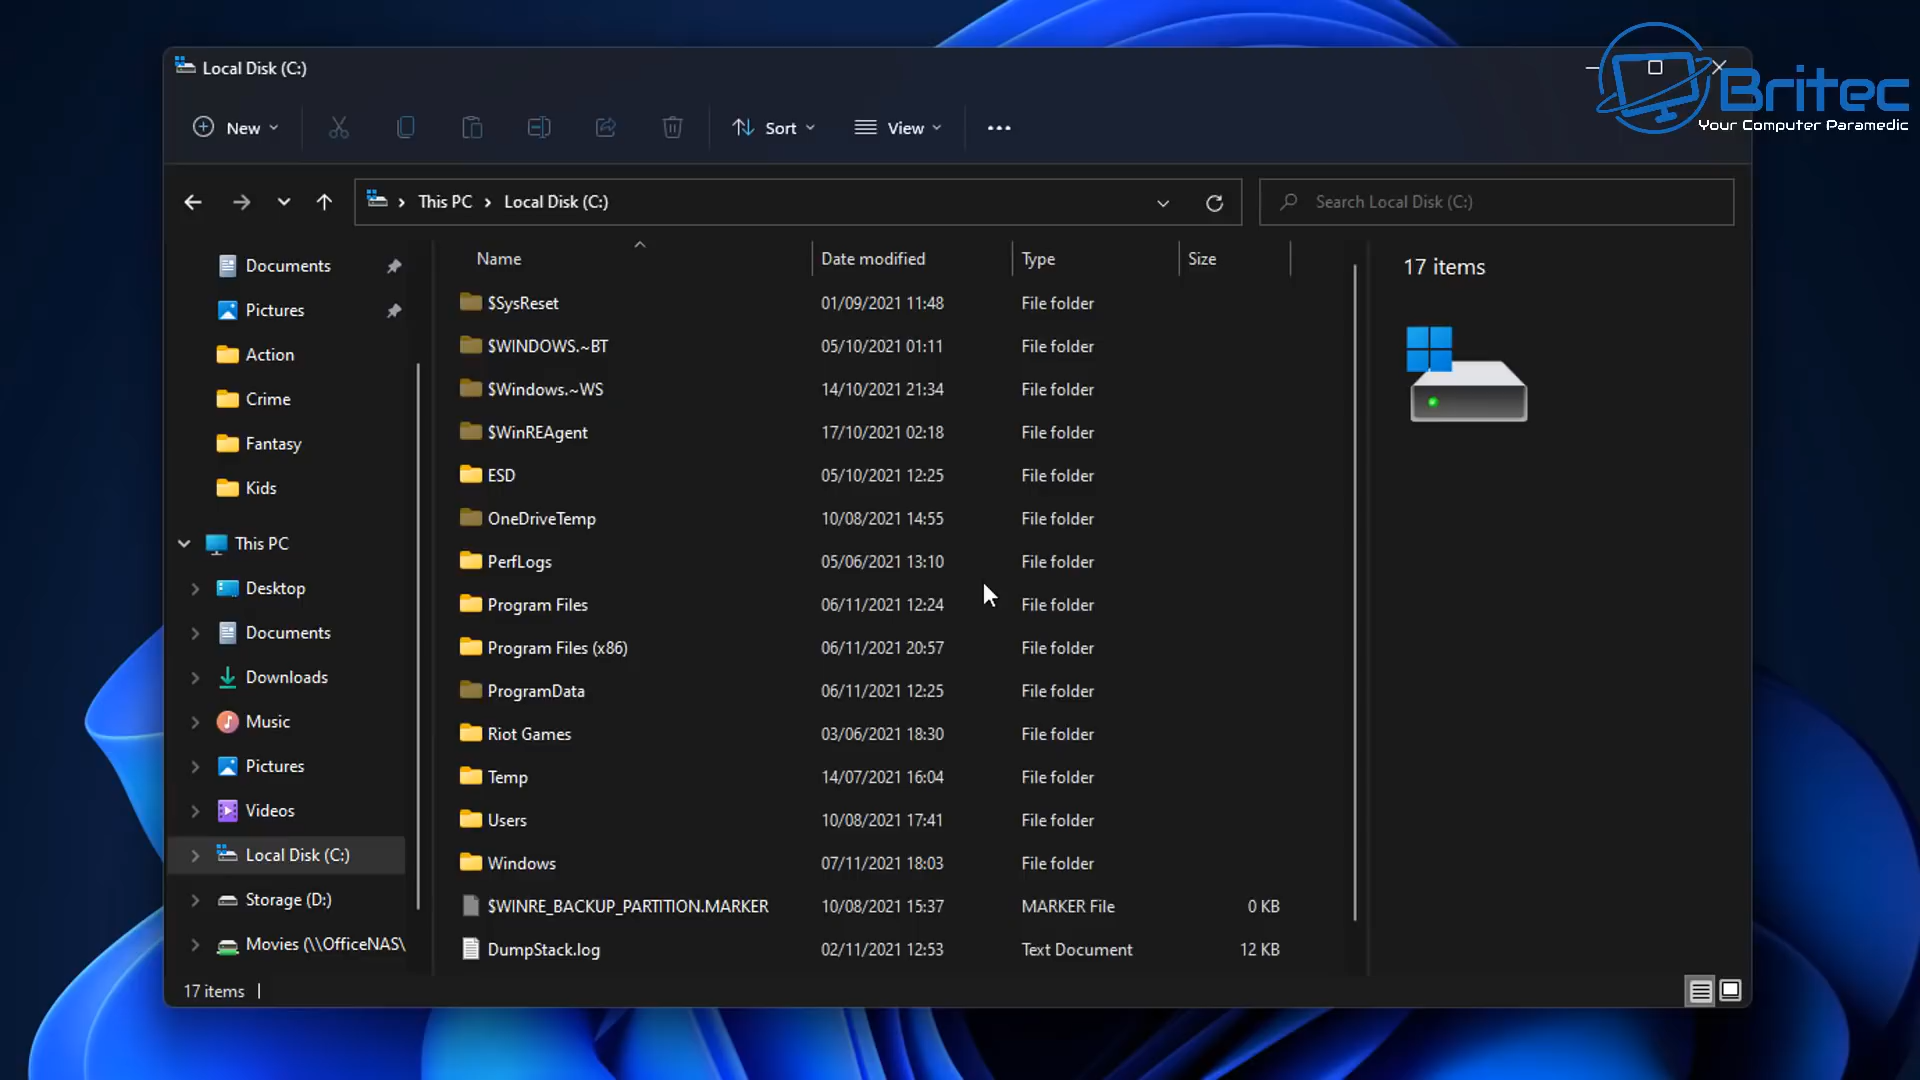 Local Disk (C:)
Britec
Your Computer Paramedic
New
Sort
View
This PC
Local Disk (C:)
Search Local Disk (C:)
Documents
Pictures
Action
Crime
Fantasy
Kids
This PC
Desktop
Documents
Downloads
Music
Pictures
Videos
Local Disk (C:)
Storage (D:)
Movies (\\OfficeNAS\
Name Date modified Type Size
$SysReset 01/09/2021 11:48 File folder
$WINDOWS.~BT 05/10/2021 01:11 File folder
$Windows.~WS 14/10/2021 21:34 File folder
$WinREAgent 17/10/2021 02:18 File folder
ESD 05/10/2021 12:25 File folder
OneDriveTemp 10/08/2021 14:55 File folder
PerfLogs 05/06/2021 13:10 File folder
Program Files 06/11/2021 12:24 File folder
Program Files (x86) 06/11/2021 20:57 File folder
ProgramData 06/11/2021 12:25 File folder
Riot Games 03/06/2021 18:30 File folder
Temp 14/07/2021 16:04 File folder
Users 10/08/2021 17:41 File folder
Windows 07/11/2021 18:03 File folder
$WINRE_BACKUP_PARTITION.MARKER 10/08/2021 15:37 MARKER File 0 KB
DumpStack.log 02/11/2021 12:53 Text Document 12 KB
17 items
17 items